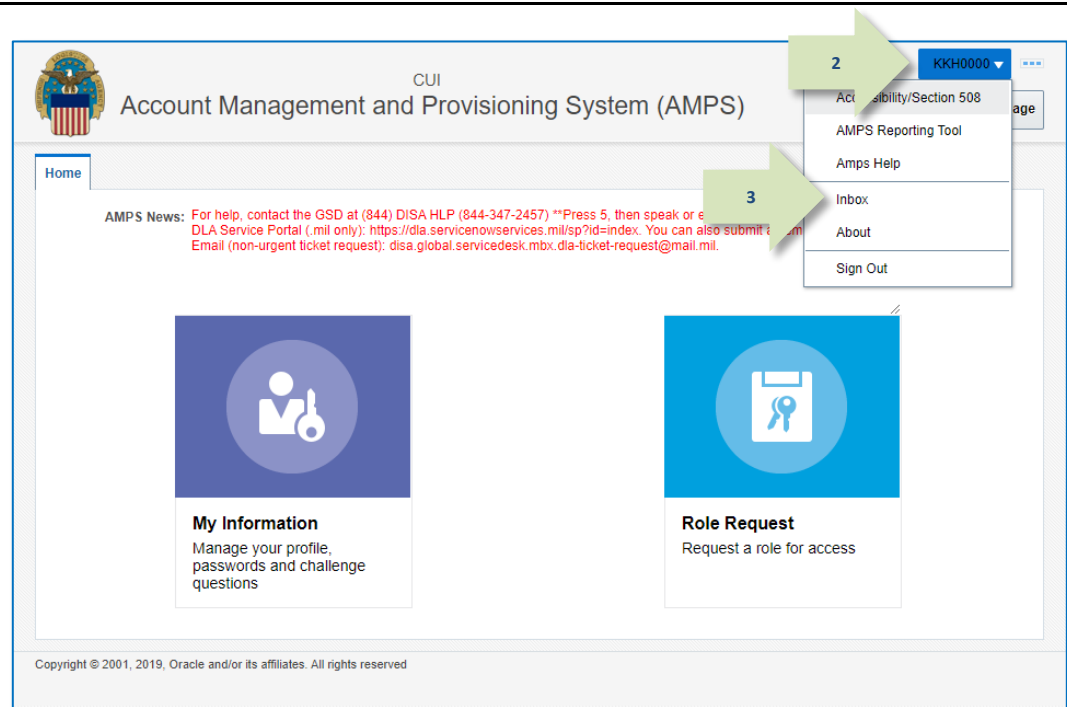 2
KKH0000
CUI
Account Management and Provisioning System (AMPS)
Accessibility/Section 508
age
AMPS Reporting Tool
Amps Help
Home
3
Inbox
AMPS News: For help, contact the GSD at (844) DISA HLP (844-347-2457) **Press 5, then speak or e
DLA Service Portal (.mil only): https://dla.servicenowservices.mil/sp?id=index. You can also submit a
About
Email (non-urgent ticket request): disa.global.servicedesk.mbx.dla-ticket-request@mail.mil.
Sign Out
My Information
Manage your profile,
passwords and challenge
questions
Role Request
Request a role for access
Copyright © 2001, 2019, Oracle and/or its affiliates. All rights reserved